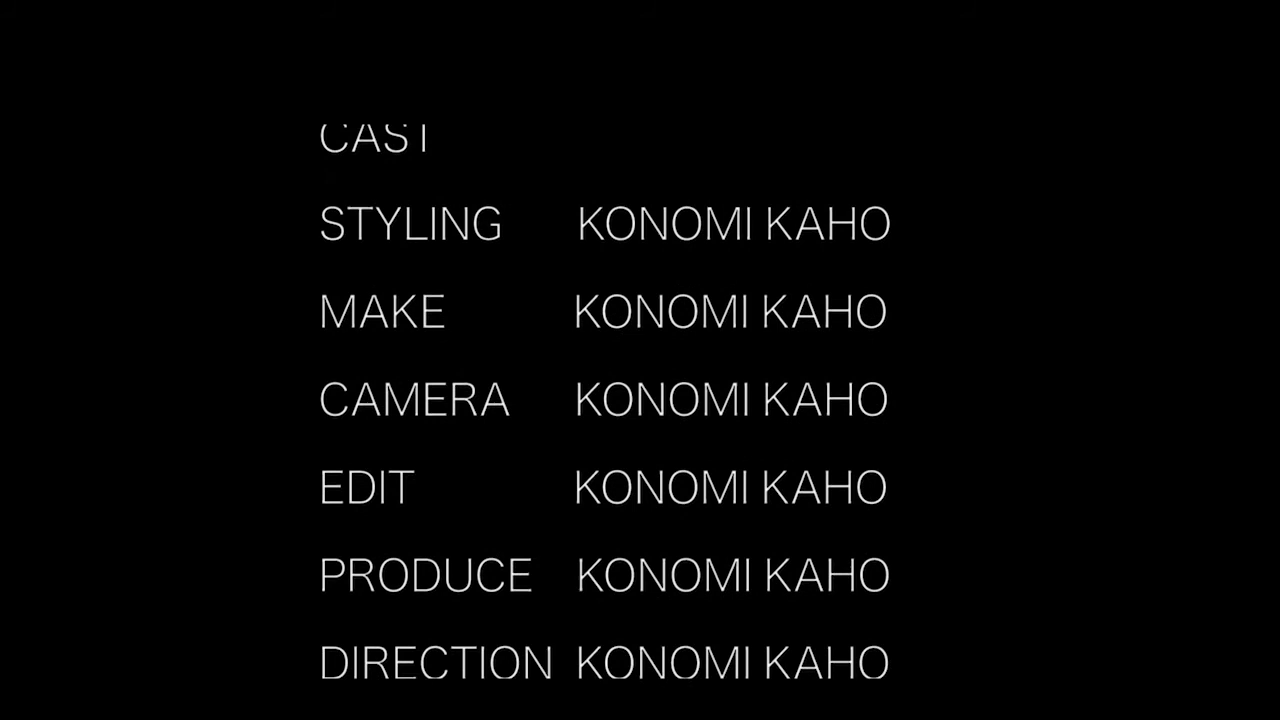 CAST
STYLING KONOMI KAHO
MAKE KONOMI KAHO
CAMERA KONOMI KAHO
EDIT KONOMI KAHO
PRODUCE KONOMI KAHO
DIRECTION KONOMI KAHO